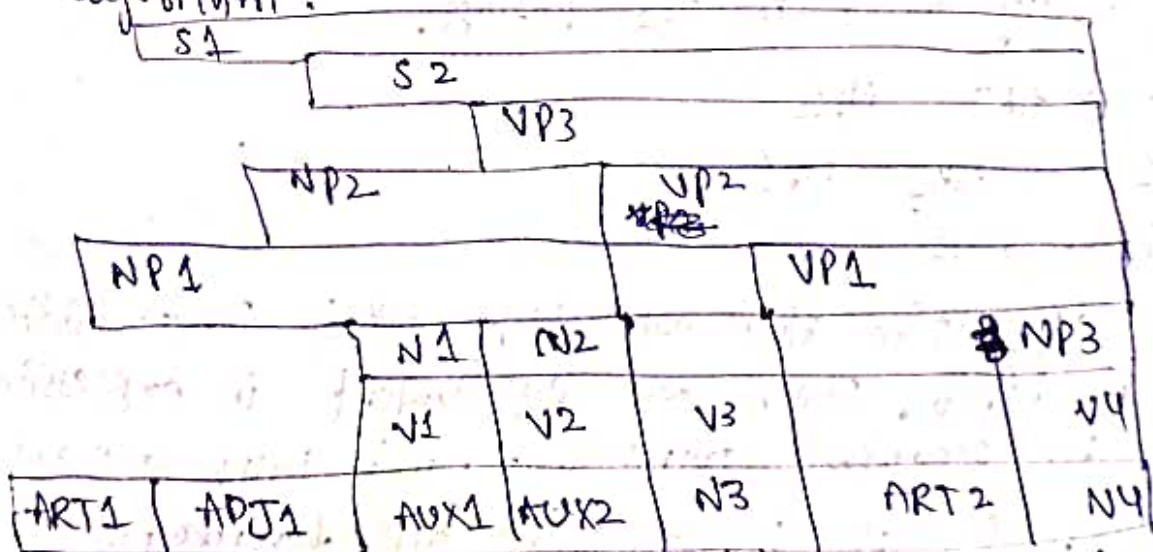 S1
S2
VP3
NP2 VP2
NP1 VP1
N1 N2 NP3
V1 V2 V3 V4
ART1 ADJ1 AUX1 AUX2 N3 ART2 N4